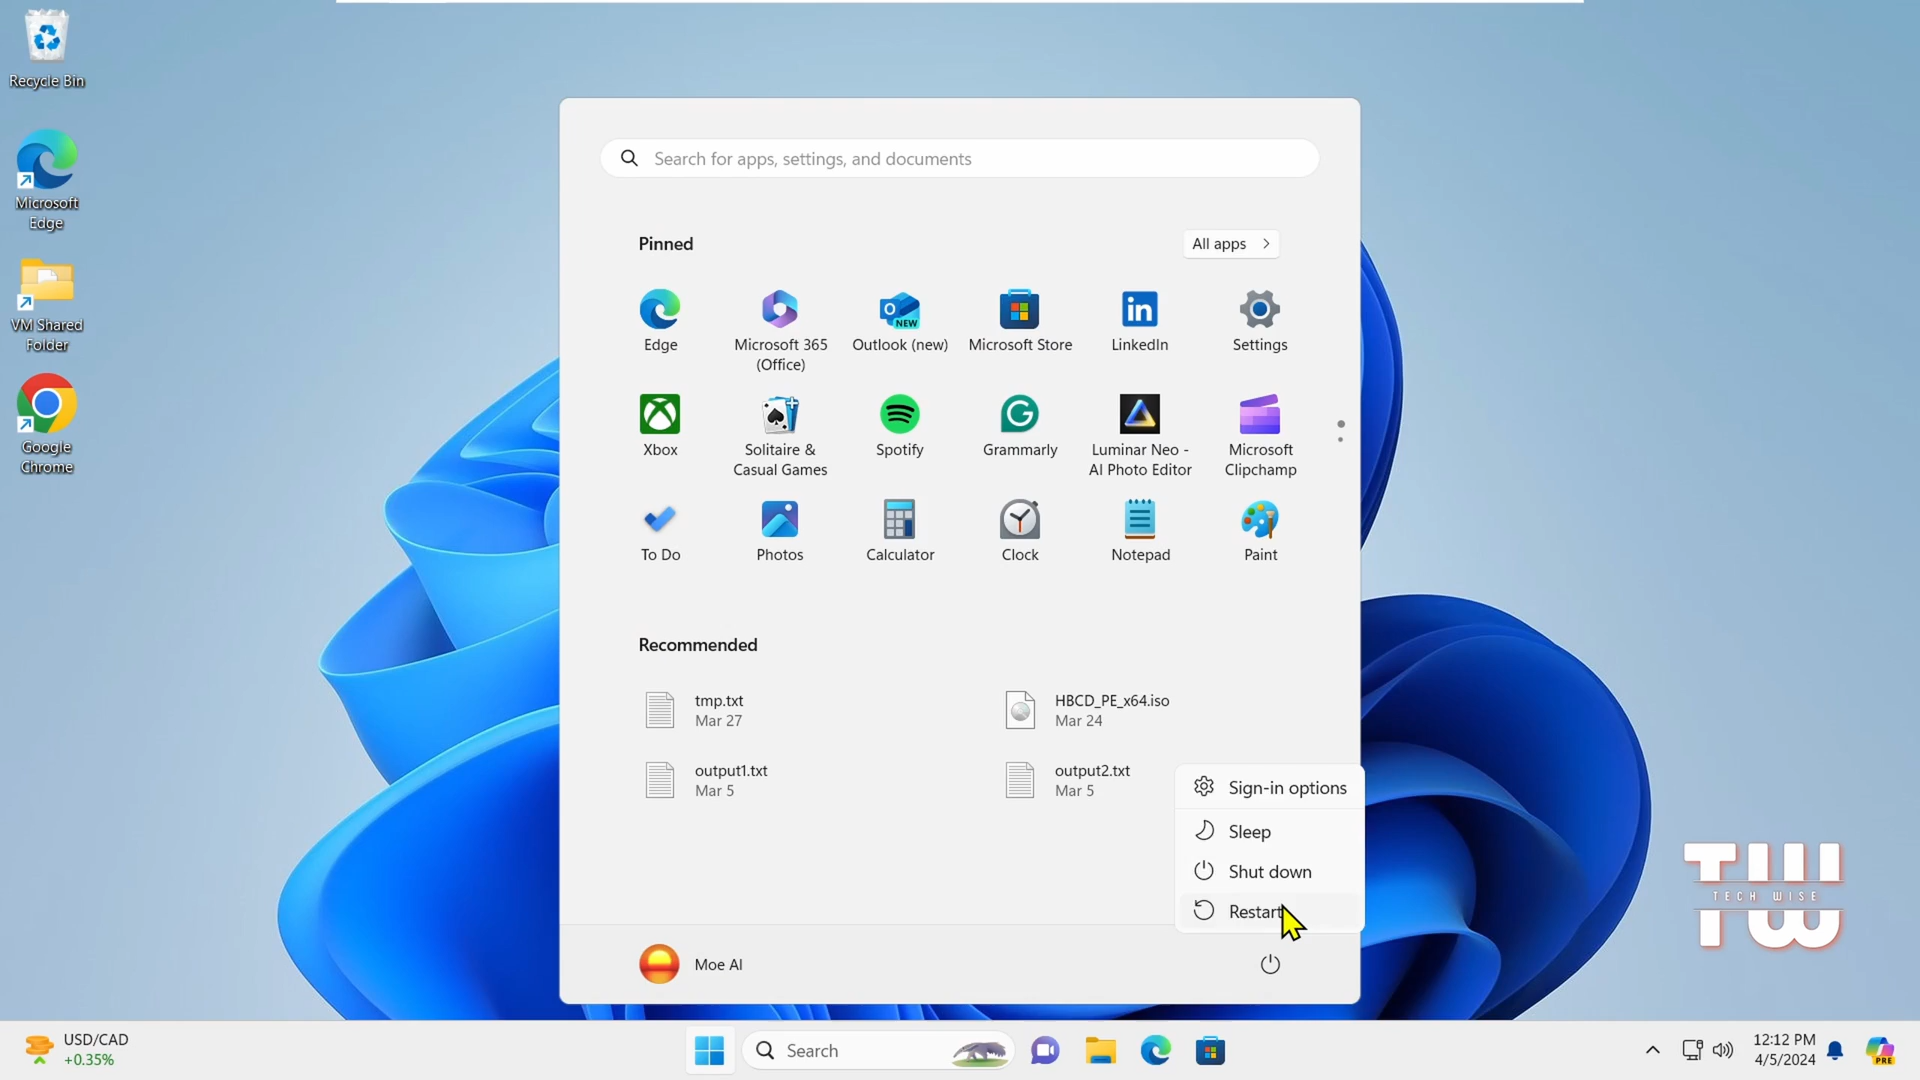 Recycle Bin
Microsoft
Edge
VM Shared
Folder
Google
Chrome
Search for apps, settings, and documents
Pinned
All apps
Edge
Microsoft 365
(Office)
Outlook (new)
NEW
Microsoft Store
LinkedIn
Settings
Xbox
Solitaire &
Casual Games
Spotify
Grammarly
Luminar Neo -
AI Photo Editor
Microsoft
Clipchamp
To Do
Photos
Calculator
Clock
Notepad
Paint
Recommended
tmp.txt
Mar 27
HBCD_PE_x64.iso
Mar 24
output1.txt
Mar 5
output2.txt
Mar 5
Sign-in options
Sleep
Shut down
Restart
Moe AI
TW
TECH WISE
USD/CAD
+0.35%
Search
12:12 PM
4/5/2024
PRE